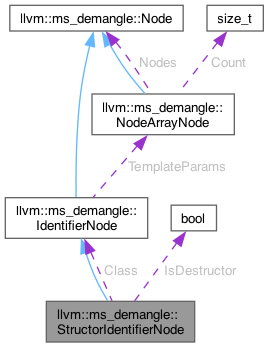 llvm::ms_demangle::Node
size_t
Nodes
Count
llvm::ms_demangle::
NodeArrayNode
TemplateParams
llvm::ms_demangle::
IdentifierNode
bool
Class
IsDestructor
llvm::ms_demangle::
StructorIdentifierNode